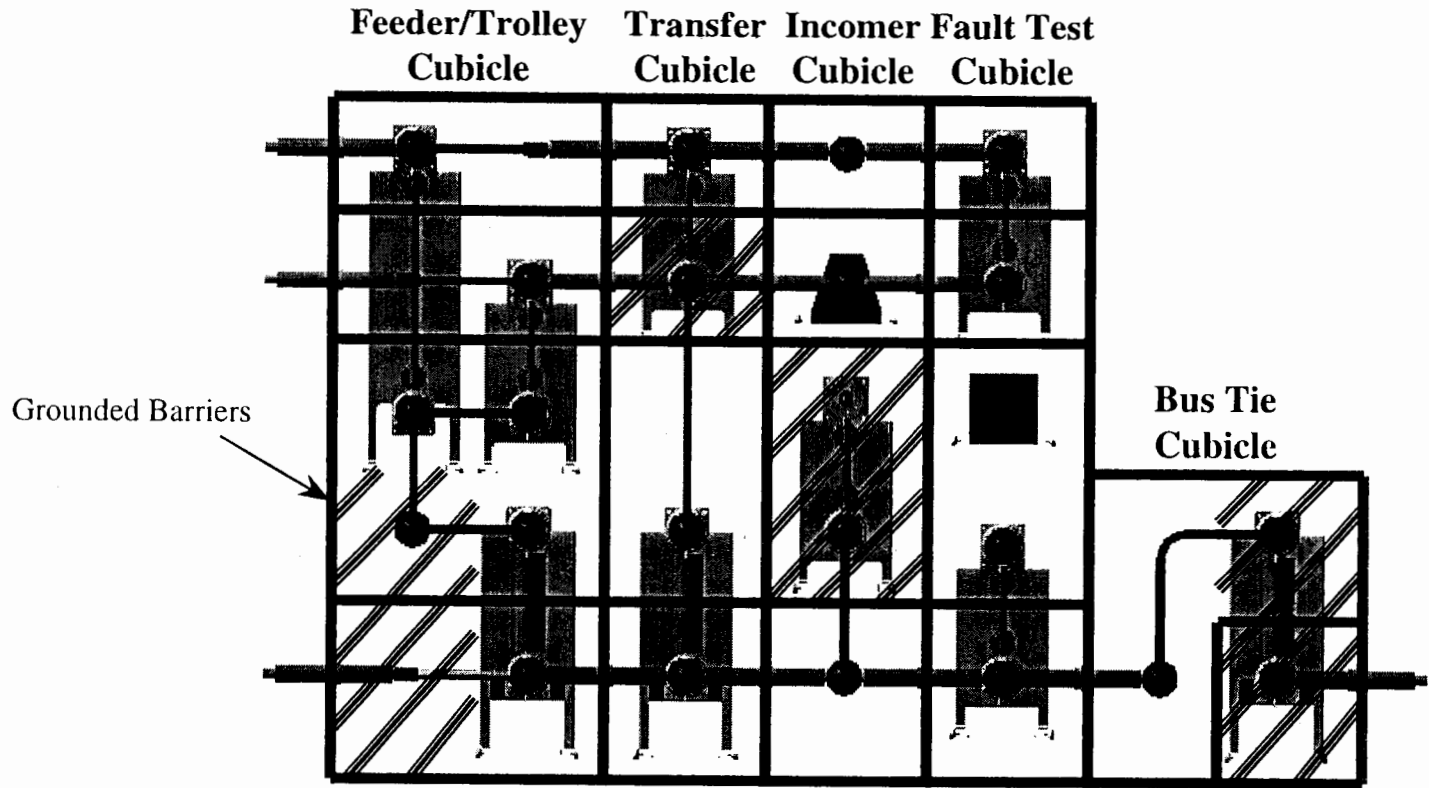 Feeder/Trolley
Cubicle
Transfer
Cubicle
Incomer
Cubicle
Fault Test
Cubicle
Grounded Barriers
Bus Tie
Cubicle